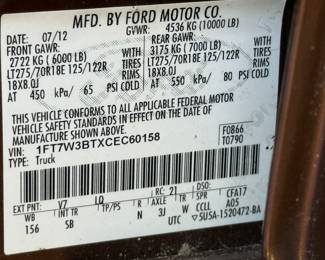 MFD. BY FORD MOTOR CO.
DATE: 07/12 GVWR: 4536 KG (10000 LB)
FRONT GAWR: REAR GAWR:
2722 KG ( 6000 LB) 3175 KG ( 7000 LB)
LT275/70R18E 125/122R TIRES LT275/70R18E 125/122R TIRES
18X8.0J RIMS 18X8.0J RIMS
AT 450 kPa/ 65 PSI COLD AT 550 kPa/ 80 PSI COLD
THIS VEHICLE CONFORMS TO ALL APPLICABLE FEDERAL MOTOR
VEHICLE SAFETY STANDARDS IN EFFECT ON THE DATE OF
MANUFACTURE SHOWN ABOVE.
VIN: 1FT7W3BTXCEC60158 F0866
TYPE: Truck T0790
EXT PNT: V7 LQ RC: 21 DSO:
WB INT TR TP/PS R AXLE TR SPR CFA17
156 SB N 3J W CCLL A05
UTC 5USA-1520472-BA